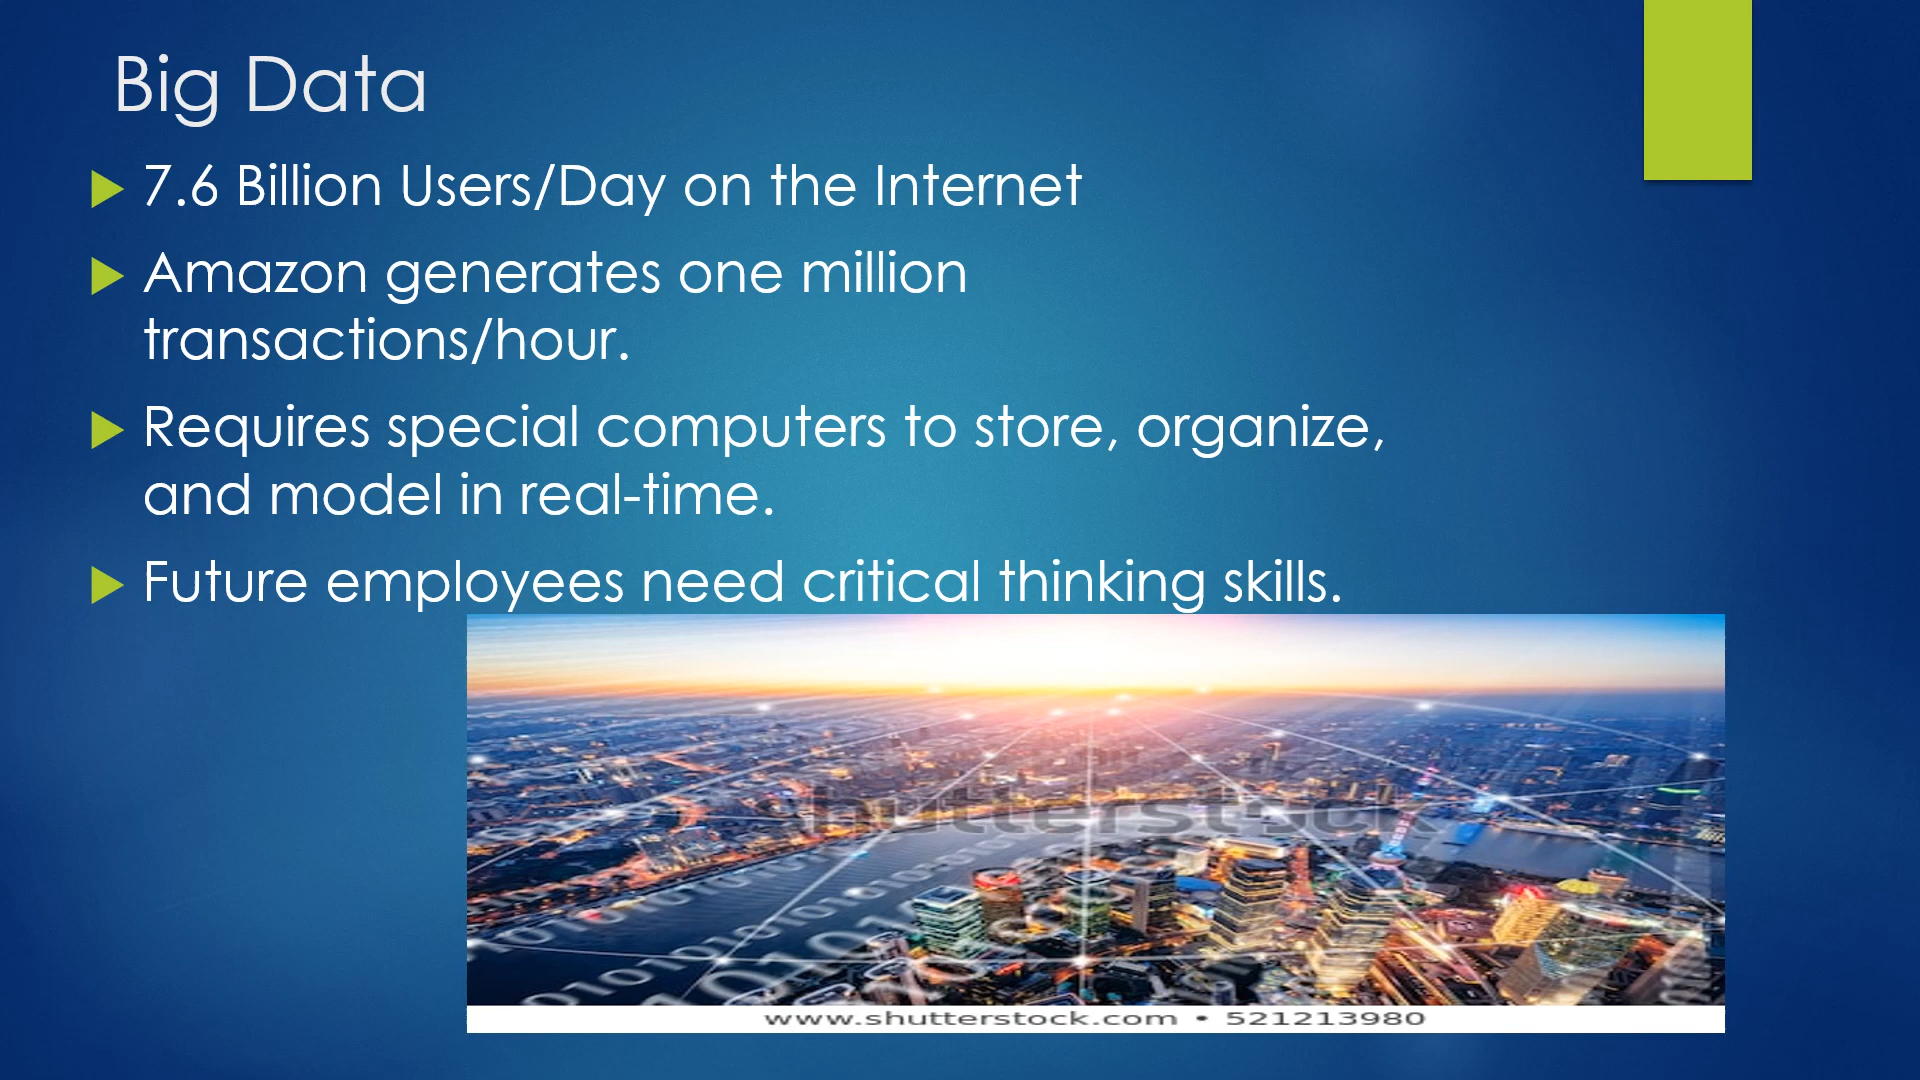 Big Data
7.6 Billion Users/Day on the Internet
Amazon generates one million
transactions/hour.
Requires special computers to store, organize,
and model in real-time.
Future employees need critical thinking skills.
shutterstock
www.shutterstock.com • 521213980